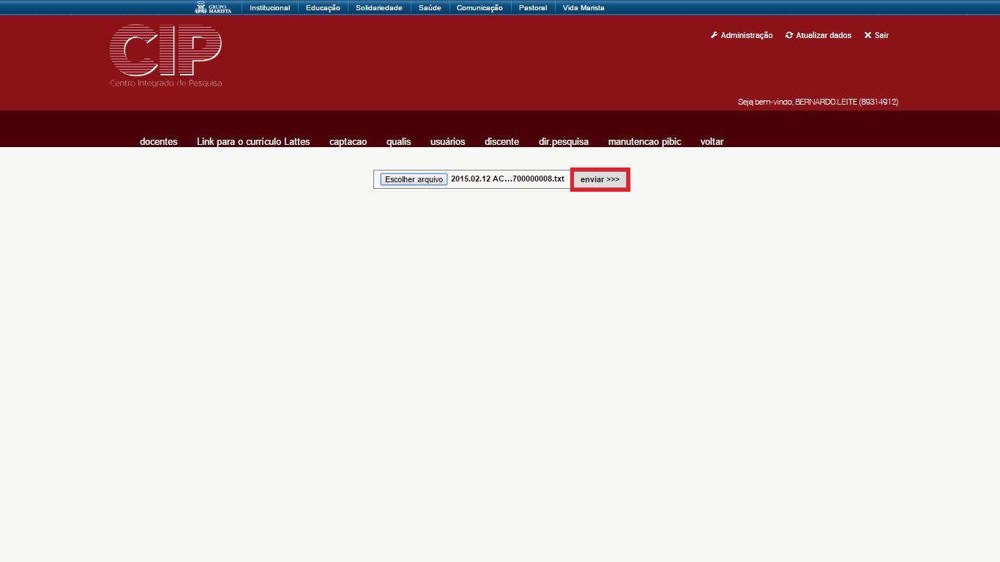 GRUPO MARISTA Institucional Educação Solidariedade Saúde Comunicação Pastoral Vida Marista
CIP
Centro Integrado de Pesquisa
Administração Atualizar dados Sair
Seja bem-vindo, BERNARDO.LEITE (89314912)
docentes Link para o currículo Lattes captacao qualis usuários discente dir.pesquisa manutencao pibic voltar
Escolher arquivo 2015.02.12 AC...700000008.txt enviar >>>